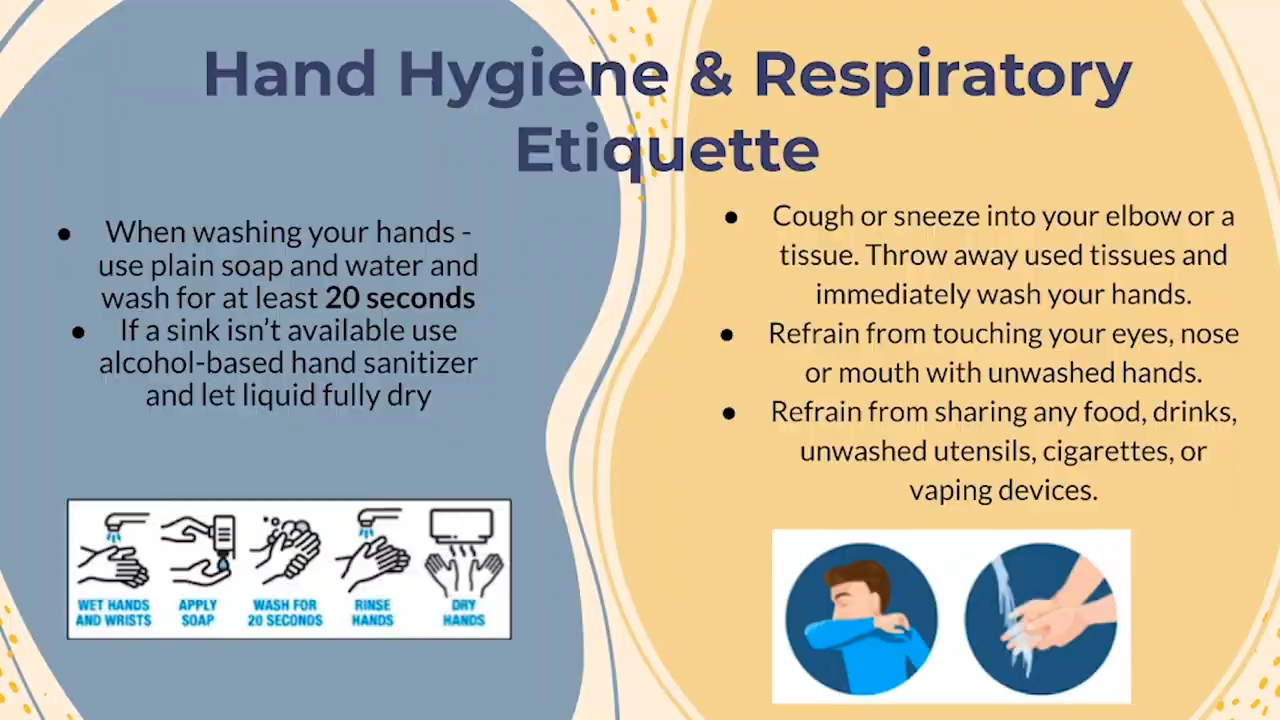 Hand Hygiene & Respiratory
Etiquette
● When washing your hands -
use plain soap and water and
wash for at least 20 seconds
● If a sink isn’t available use
alcohol-based hand sanitizer
and let liquid fully dry
WET HANDS
AND WRISTS
APPLY
SOAP
WASH FOR
20 SECONDS
RINSE
HANDS
DRY
HANDS
● Cough or sneeze into your elbow or a
tissue. Throw away used tissues and
immediately wash your hands.
● Refrain from touching your eyes, nose
or mouth with unwashed hands.
● Refrain from sharing any food, drinks,
unwashed utensils, cigarettes, or
vaping devices.